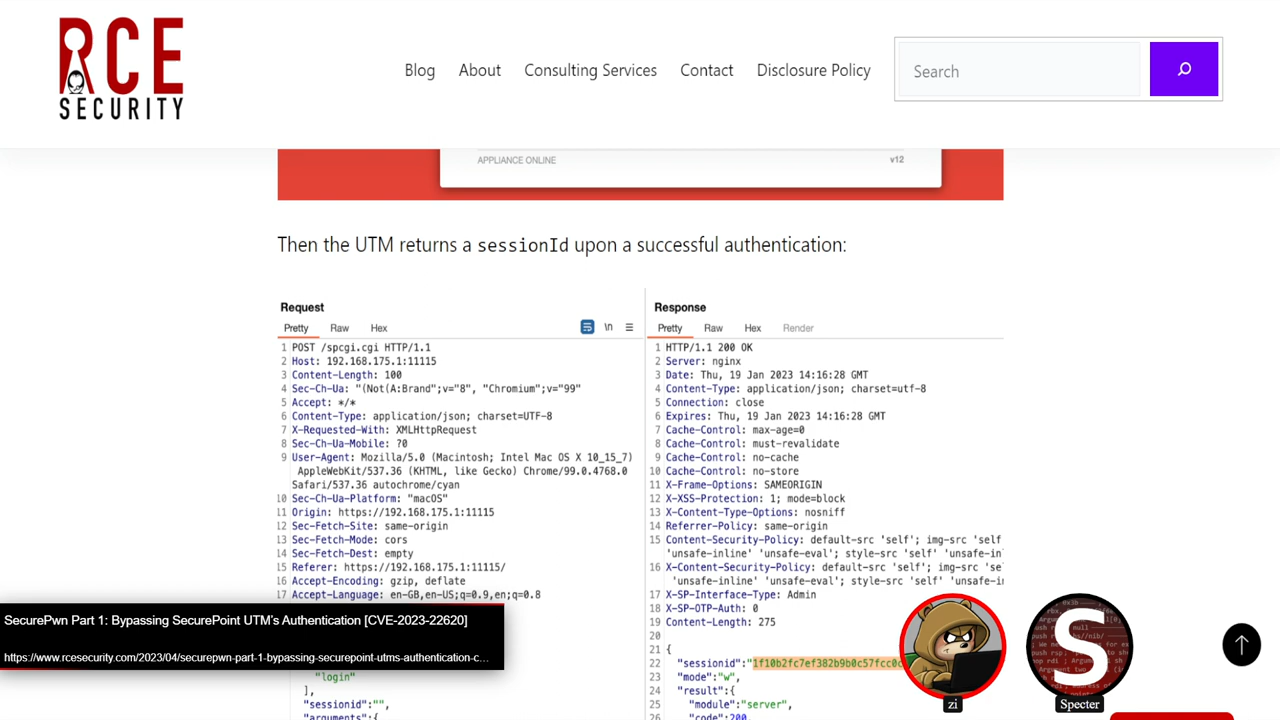 RCE
SECURITY
Blog
About
Consulting Services
Contact
Disclosure Policy
Search
APPLIANCE ONLINE
v12
Then the UTM returns a sessionId upon a successful authentication:
Request
Pretty
Raw
Hex
\n
1 POST /spcgi.cgi HTTP/1.1
2 Host: 192.168.175.1:11115
3 Content-Length: 100
4 Sec-Ch-Ua: "(Not(A:Brand";v="8", "Chromium";v="99"
5 Accept: */*
6 Content-Type: application/json; charset=UTF-8
7 X-Requested-With: XMLHttpRequest
8 Sec-Ch-Ua-Mobile: ?0
9 User-Agent: Mozilla/5.0 (Macintosh; Intel Mac OS X 10_15_7)
AppleWebKit/537.36 (KHTML, like Gecko) Chrome/99.0.4768.0
Safari/537.36 autochrome/cyan
10 Sec-Ch-Ua-Platform: "macOS"
11 Origin: https://192.168.175.1:11115
12 Sec-Fetch-Site: same-origin
13 Sec-Fetch-Mode: cors
14 Sec-Fetch-Dest: empty
15 Referer: https://192.168.175.1:11115/
16 Accept-Encoding: gzip, deflate
17 Accept-Language: en-GB,en-US;q=0.9,en;q=0.8
"login"
],
"sessionid":"",
"arguments":{
Response
Pretty
Raw
Hex
Render
1 HTTP/1.1 200 OK
2 Server: nginx
3 Date: Thu, 19 Jan 2023 14:16:28 GMT
4 Content-Type: application/json; charset=utf-8
5 Connection: close
6 Expires: Thu, 19 Jan 2023 14:16:28 GMT
7 Cache-Control: max-age=0
8 Cache-Control: must-revalidate
9 Cache-Control: no-cache
10 Cache-Control: no-store
11 X-Frame-Options: SAMEORIGIN
12 X-XSS-Protection: 1; mode=block
13 X-Content-Type-Options: nosniff
14 Referrer-Policy: same-origin
15 Content-Security-Policy: default-src 'self'; img-src 'self
'unsafe-inline' 'unsafe-eval'; style-src 'self' 'unsafe-in
16 X-Content-Security-Policy: default-src 'self'; img-src 'se
'unsafe-inline' 'unsafe-eval'; style-src 'self' 'unsafe-in
17 X-SP-Interface-Type: Admin
18 X-SP-OTP-Auth: 0
19 Content-Length: 275
20
21 {
22 "sessionid":"1f10b2fc7ef382b9b0c57fcc0
23 "mode":"w",
24 "result":{
25 "module":"server",
26 "code":200,
SecurePwn Part 1: Bypassing SecurePoint UTM's Authentication [CVE-2023-22620]
https://www.rcesecurity.com/2023/04/securepwn-part-1-bypassing-securepoint-utms-authentication-c...
zi
S
Specter